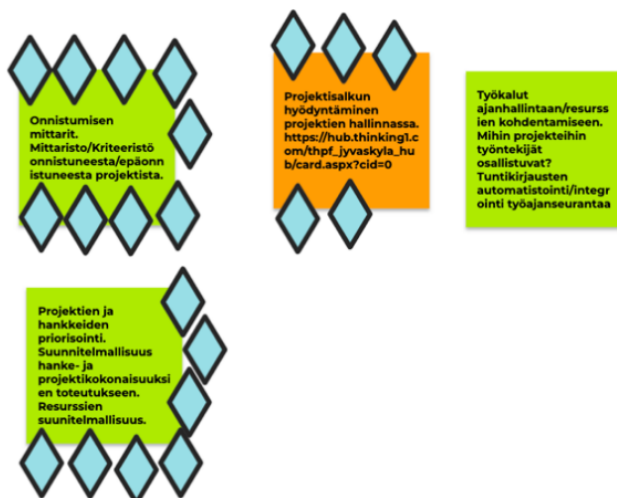 Onnistumisen
mittarit.
Mittaristo/Kriteeristö
onnistuneesta/epäonn
istuneesta projektista.
Projektisalkun
hyödyntäminen
projektien hallinnassa.
https://hub.thinking1.co
m/thpf_jyvaskyla_hu
b/card.aspx?cid=0
Työkalut
ajanhallintaan/resurss
ien kohdentamiseen.
Mihin projekteihin
työntekijät
osallistuvat?
Tuntikirjausten
automatistointi/integr
ointi työajanseurantaa
Projektien ja
hankkeiden
priorisointi.
Suunnitelmallisuus
hanke- ja
projektikokonaisuuksi
en toteutukseen.
Resurssien
suunitelmallisuus.